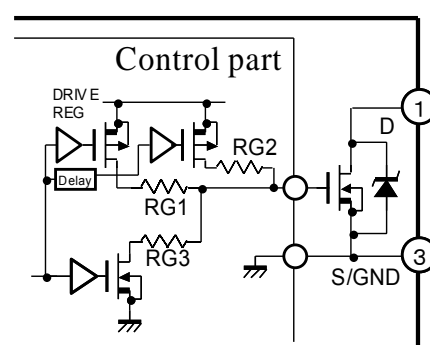 Control part
DRIVE
REG
1
D
RG2
Delay
RG1
RG3
S/GND
3